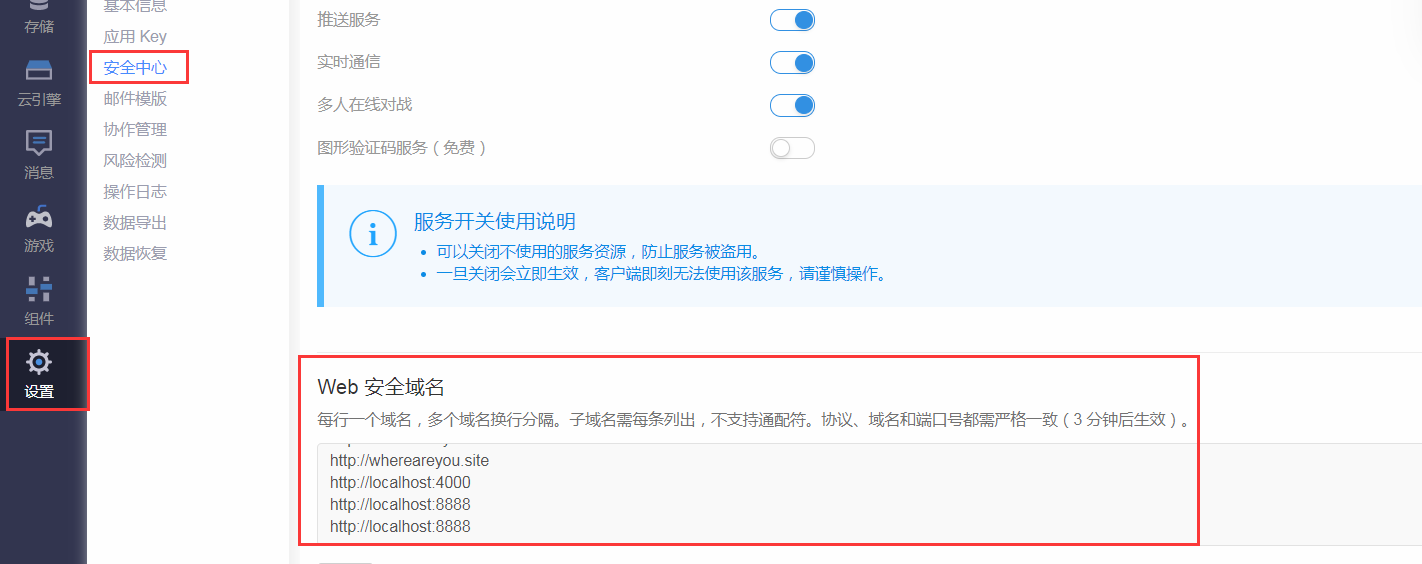 存储
云引擎
消息
游戏
组件
设置
基本信息
应用 Key
安全中心
邮件模版
协作管理
风险检测
操作日志
数据导出
数据恢复
推送服务
实时通信
多人在线对战
图形验证码服务（免费）
服务开关使用说明
可以关闭不使用的服务资源，防止服务被盗用。
一旦关闭会立即生效，客户端即刻无法使用该服务，请谨慎操作。
Web 安全域名
每行一个域名，多个域名换行分隔。子域名需每条列出，不支持通配符。协议、域名和端口号都需严格一致（3 分钟后生效）。
http://whereareyou.site
http://localhost:4000
http://localhost:8888
http://localhost:8888